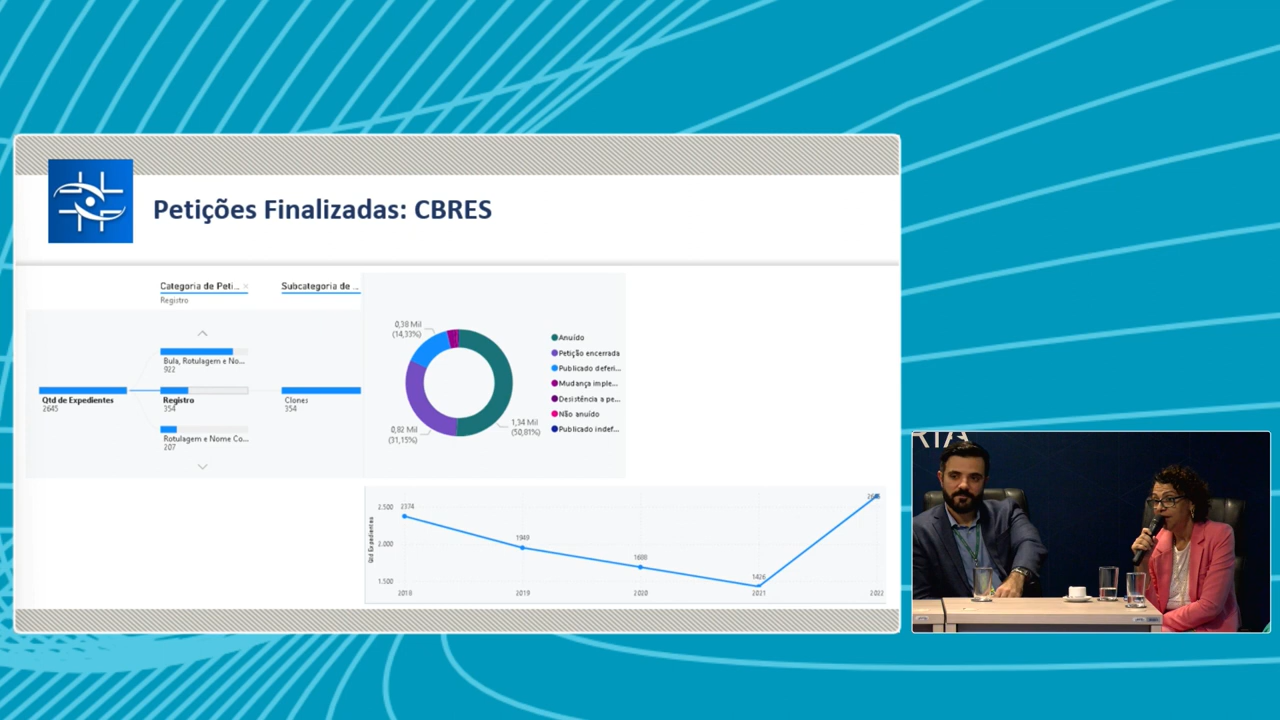 Petições Finalizadas: CBRES
Categoria de Peti...
Subcategoria de ...
Registro
Bula, Rotulagem e No...
922
Qtd de Expedientes
2645
Registro
354
Clones
354
Rotulagem e Nome Co...
207
0,38 Mil
(14,33%)
0,82 Mil
(31,15%)
1,34 Mil
(50,81%)
Anuído
Petição encerrada
Publicado deferi...
Mudança imple...
Desistência a pe...
Não anuído
Publicado indef...
Qtd Expedientes
2.500
2.000
1.500
2374
1949
1426
2018
2019
2020
2021
2022
RIA